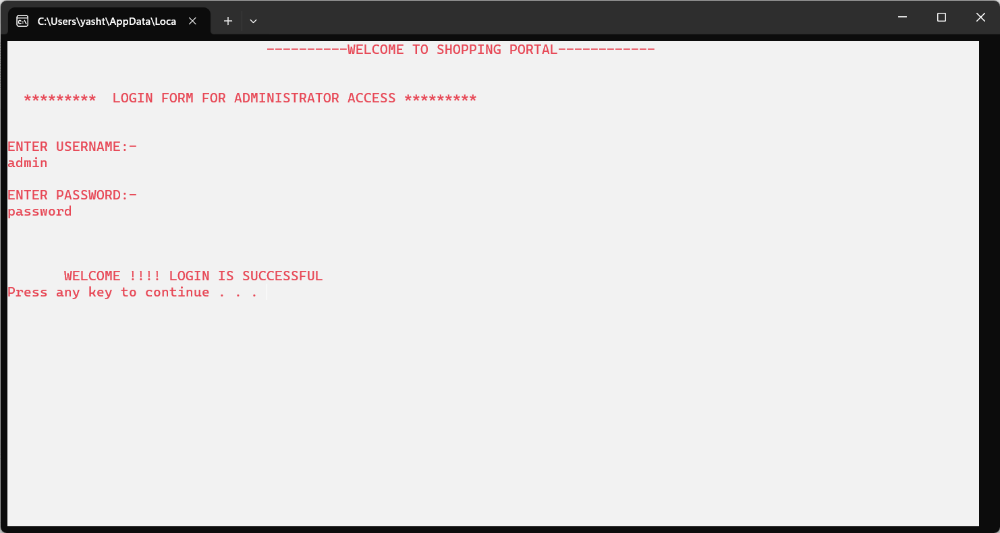 C:\Users\yasht\AppData\Loca
----------WELCOME TO SHOPPING PORTAL------------
********* LOGIN FORM FOR ADMINISTRATOR ACCESS *********
ENTER USERNAME:-
admin
ENTER PASSWORD:-
password
WELCOME !!!! LOGIN IS SUCCESSFUL
Press any key to continue . . .